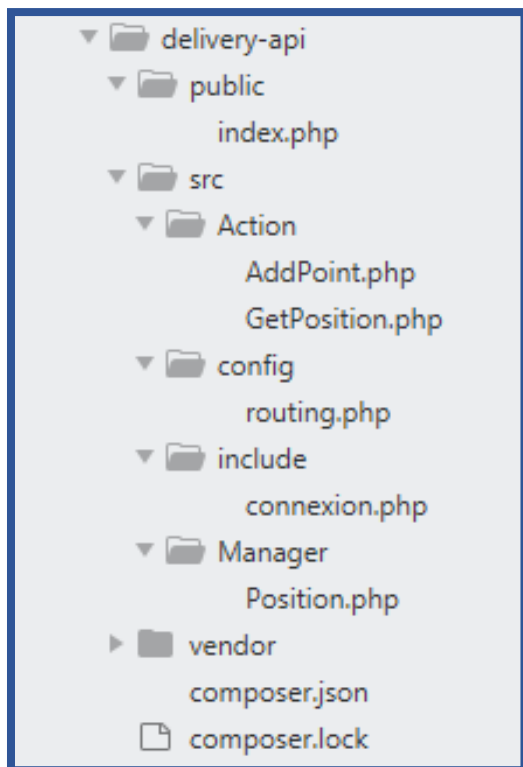 delivery-api
public
index.php
src
Action
AddPoint.php
GetPosition.php
config
routing.php
include
connexion.php
Manager
Position.php
vendor
composer.json
composer.lock